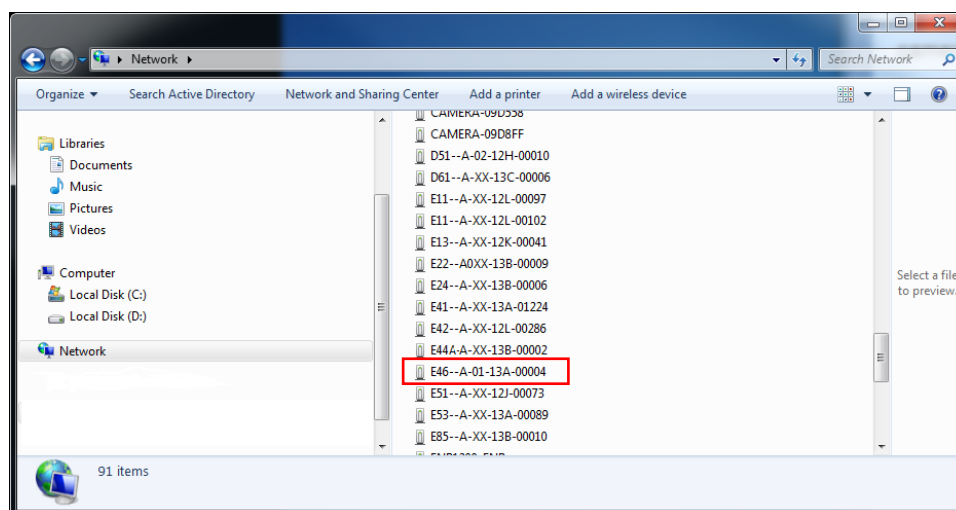 Network
Search Network
Organize
Search Active Directory
Network and Sharing Center
Add a printer
Add a wireless device
Libraries
Documents
Music
Pictures
Videos
Computer
Local Disk (C:)
Local Disk (D:)
Network
CAMERA-09D8FF
D51--A-02-12H-00010
D61--A-XX-13C-00006
E11--A-XX-12L-00097
E11--A-XX-12L-00102
E13--A-XX-12K-00041
E22--A0XX-13B-00009
E24--A-XX-13B-00006
E41--A-XX-13A-01224
E42--A-XX-12L-00286
E44A-A-XX-13B-00002
E46--A-01-13A-00004
E51--A-XX-12J-00073
E53--A-XX-13A-00089
E85--A-XX-13B-00010
Select a file
to preview.
91 items